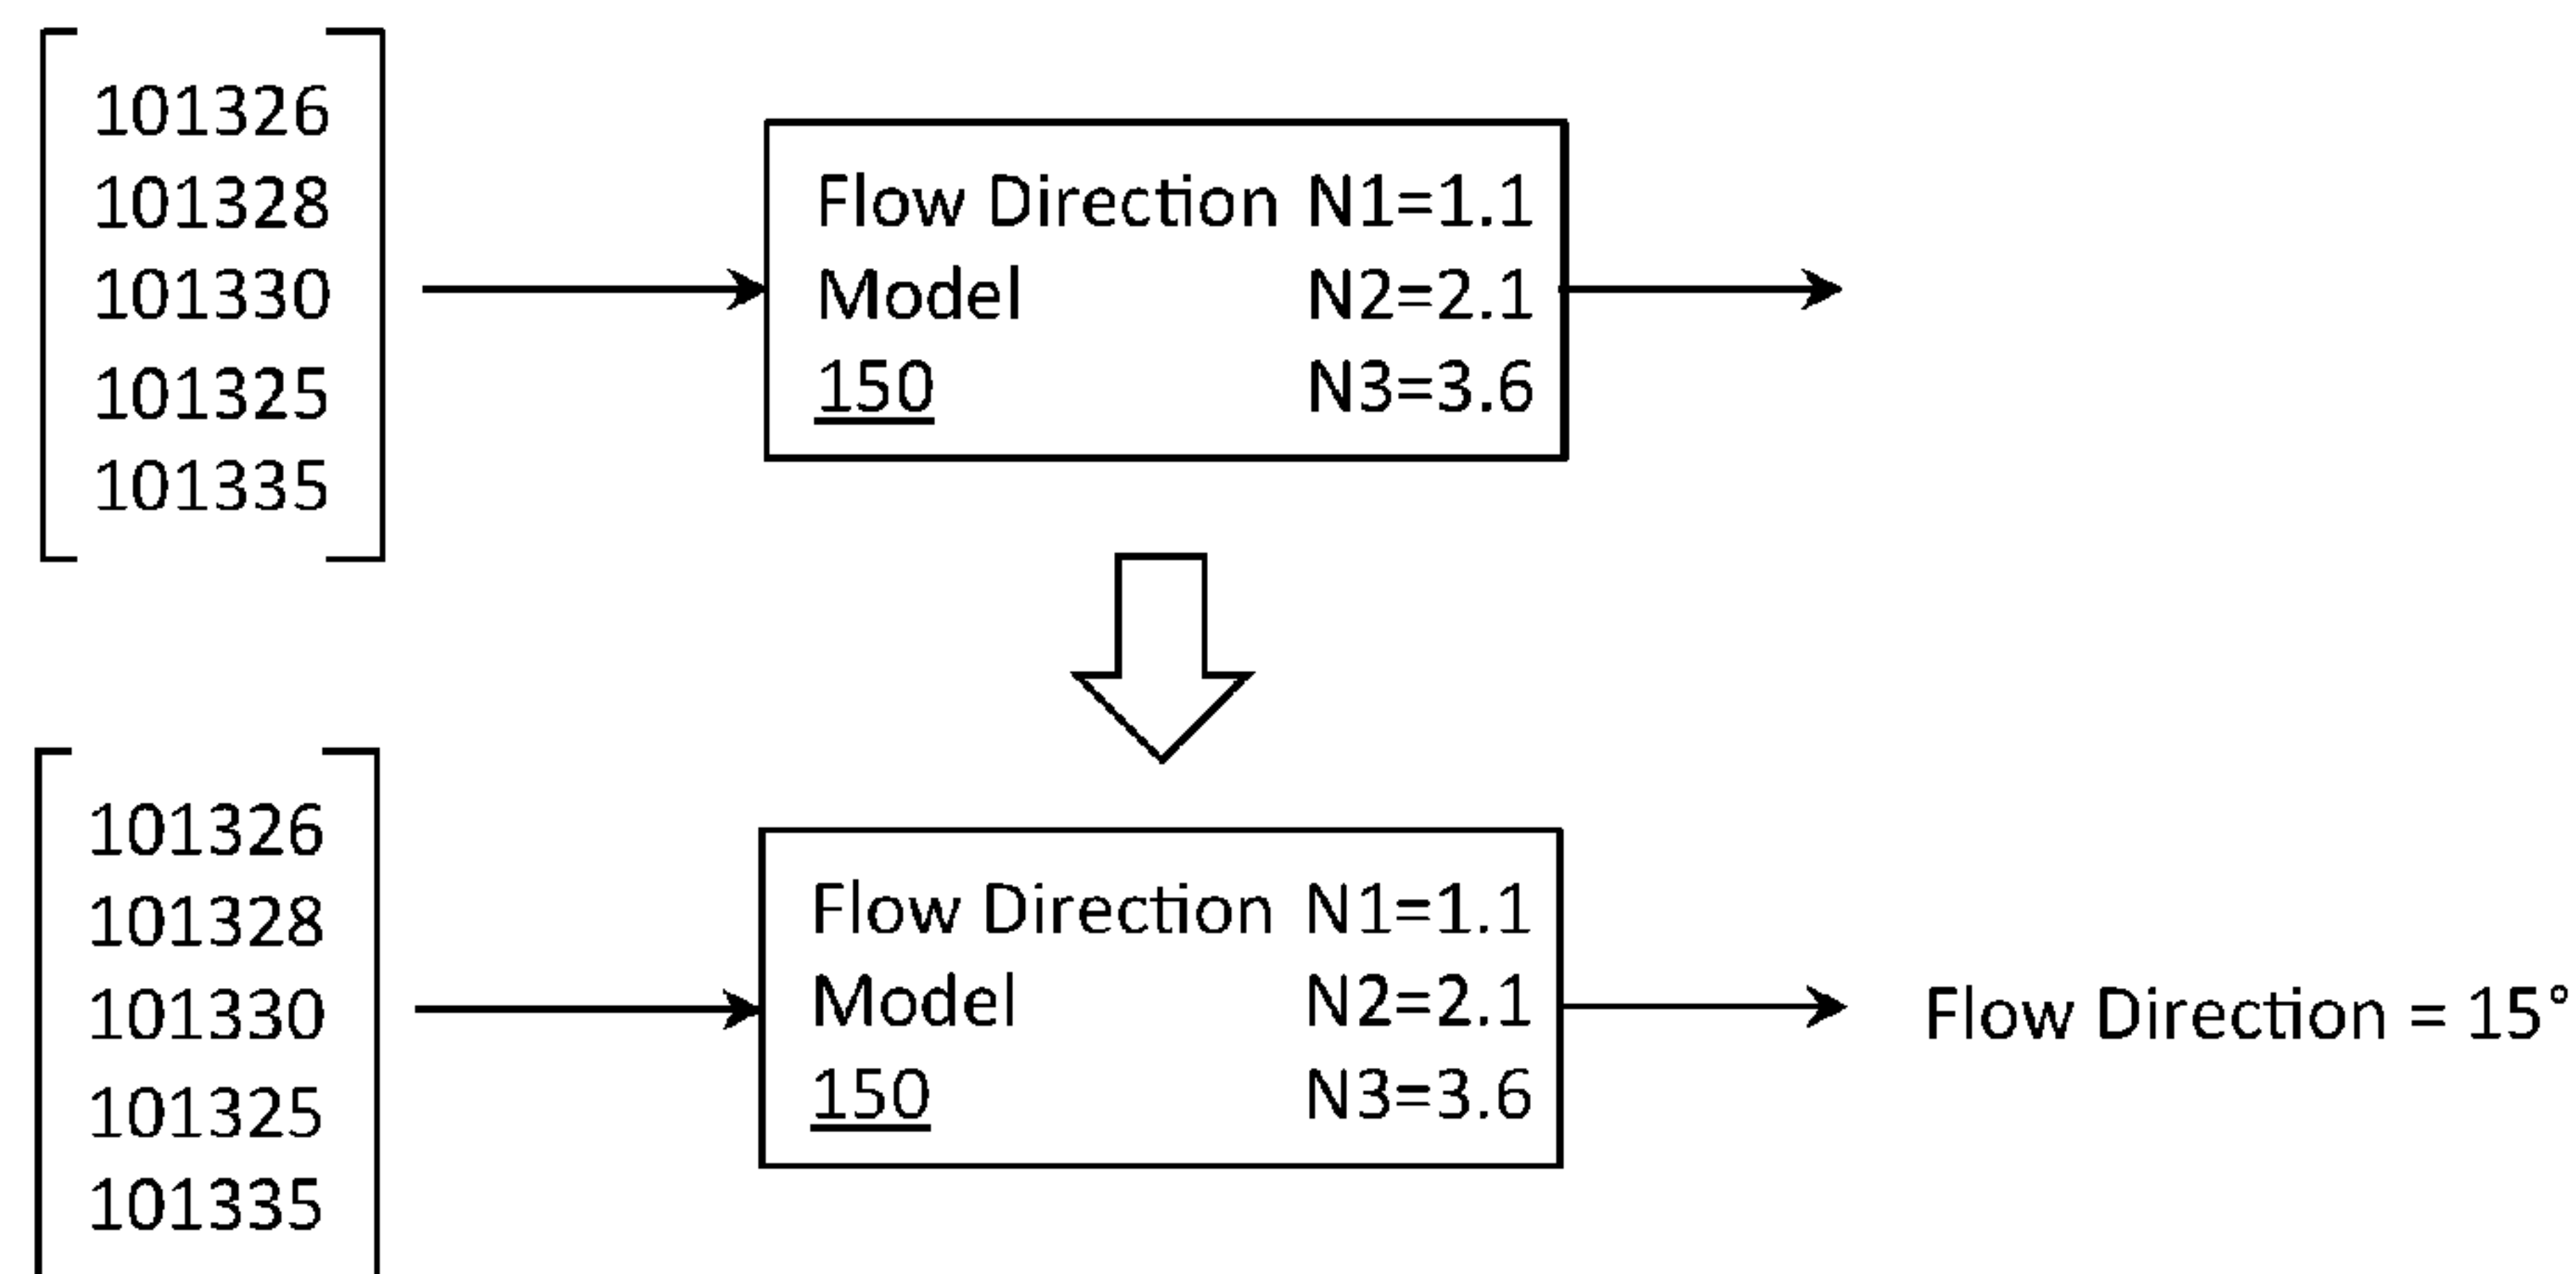 101326
101328
101330
101325
101335
Flow Direction N1=1.1
Model N2=2.1
150 N3=3.6
101326
101328
101330
101325
101335
Flow Direction N1=1.1
Model N2=2.1
150 N3=3.6
Flow Direction = 15°